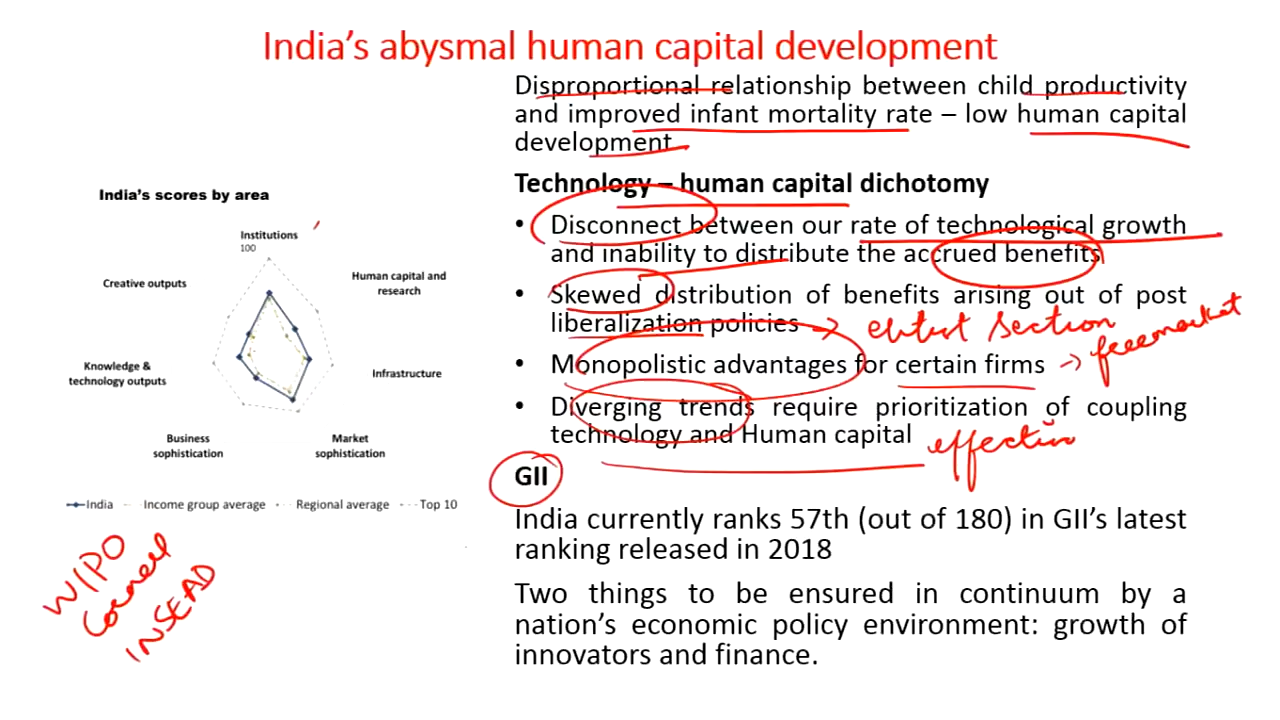 India's abysmal human capital development
Disproportional relationship between child productivity
and improved infant mortality rate – low human capital
development
Technology – human capital dichotomy
• Disconnect between our rate of technological growth
and inability to distribute the accrued benefits
• Skewed distribution of benefits arising out of post
liberalization policies → elitist section
• Monopolistic advantages for certain firms → free market
• Diverging trends require prioritization of coupling
technology and Human capital
effective
GII
India currently ranks 57th (out of 180) in GII's latest
ranking released in 2018
Two things to be ensured in continuum by a
nation's economic policy environment: growth of
innovators and finance.
India's scores by area
Institutions
100
Creative outputs
Human capital and
research
Knowledge &
technology outputs
Infrastructure
Business
sophistication
Market
sophistication
India Income group average Regional average Top 10
WIPO
Cornell
INSEAD